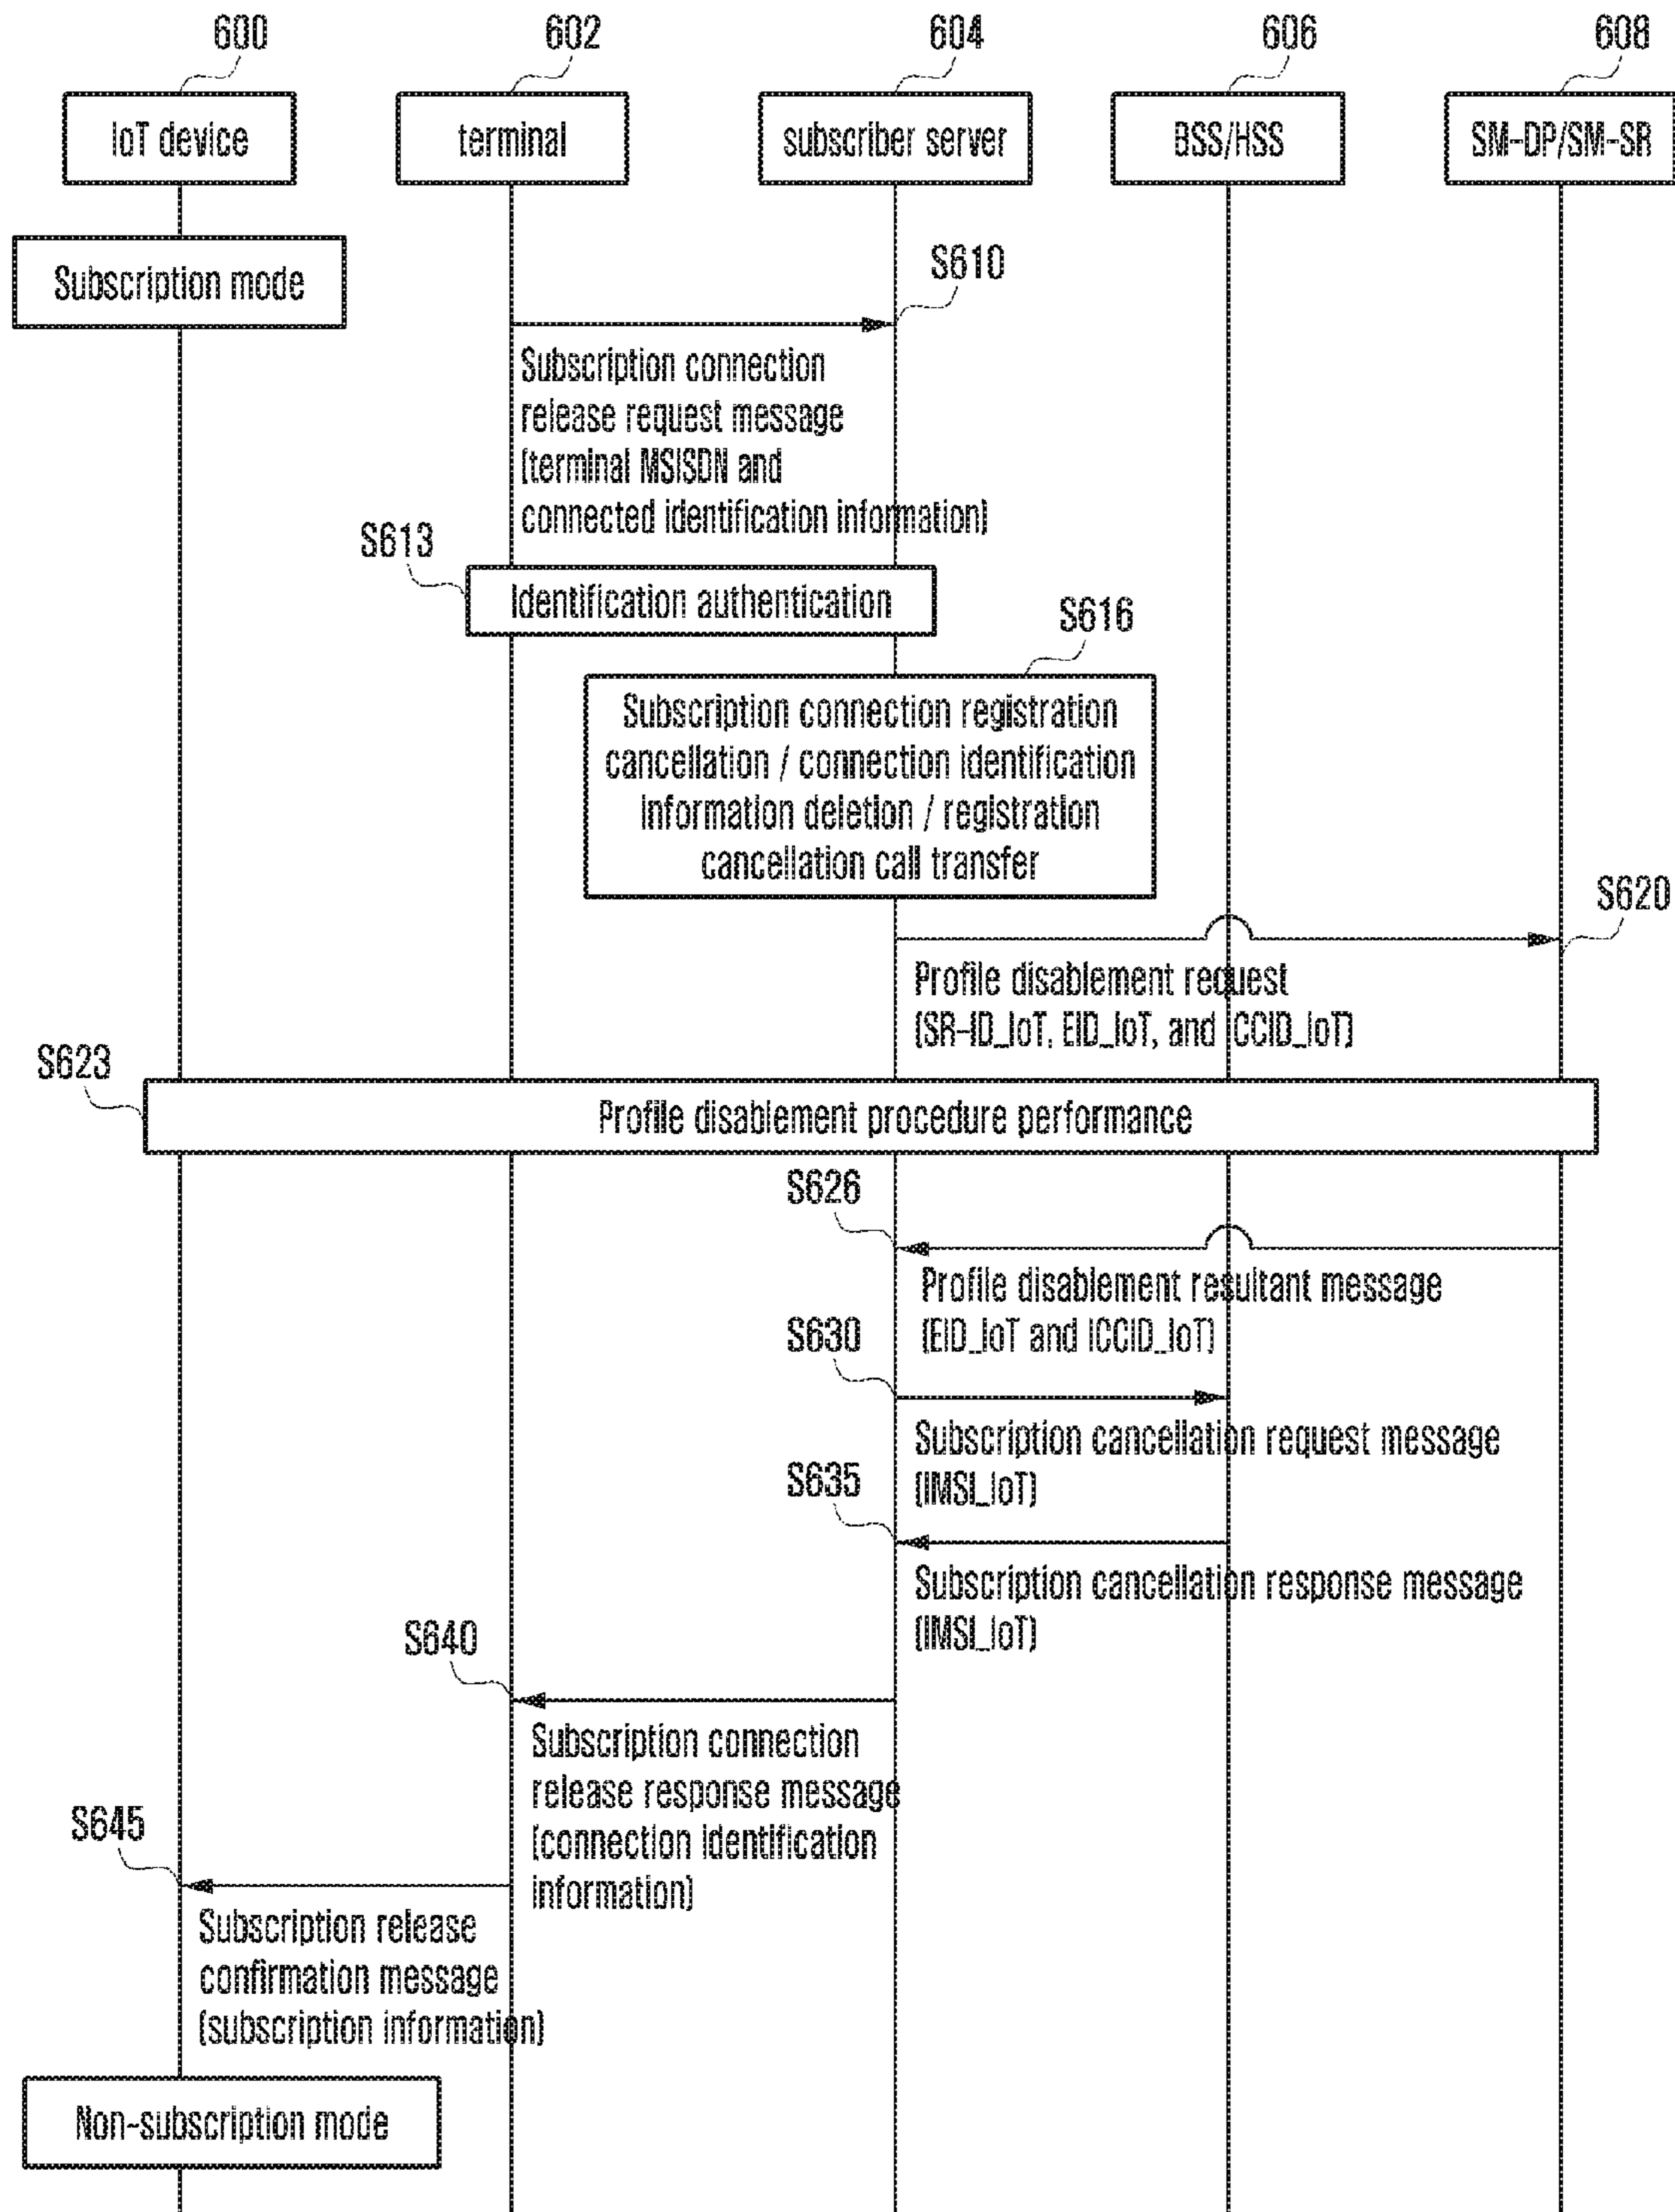 600
602
604
606
608
IoT device
terminal
subscriber server
BSS/HSS
SM-DP/SM-SR
Subscription mode
S610
Subscription connection
release request message
(terminal MSISDN and
connected identification information)
S613
Identification authentication
S616
Subscription connection registration
cancellation / connection identification
information deletion / registration
cancellation call transfer
S620
Profile disablement request
(SR-ID_IoT, EID_IoT, and ICCID_IoT)
S623
Profile disablement procedure performance
S626
Profile disablement resultant message
(EID_IoT and ICCID_IoT)
S630
Subscription cancellation request message
(IMSI_IoT)
S635
Subscription cancellation response message
(IMSI_IoT)
S640
Subscription connection
release response message
(connection identification
information)
S645
Subscription release
confirmation message
(subscription information)
Non-subscription mode